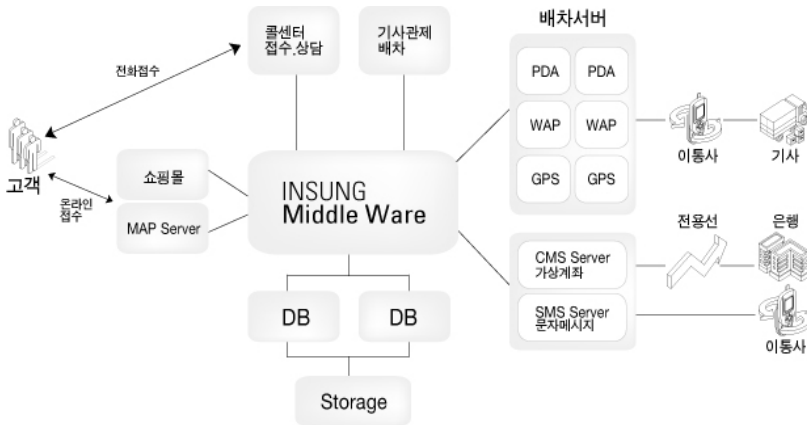 콜센터
접수.상담
기사관제
배차
배차서버
전화접수
PDA
PDA
WAP
WAP
GPS
GPS
이통사
기사
고객
온라인
접수
쇼핑몰
MAP Server
INSUNG
Middle Ware
전용선
은행
CMS Server
가상계좌
SMS Server
문자메시지
이통사
DB
DB
Storage